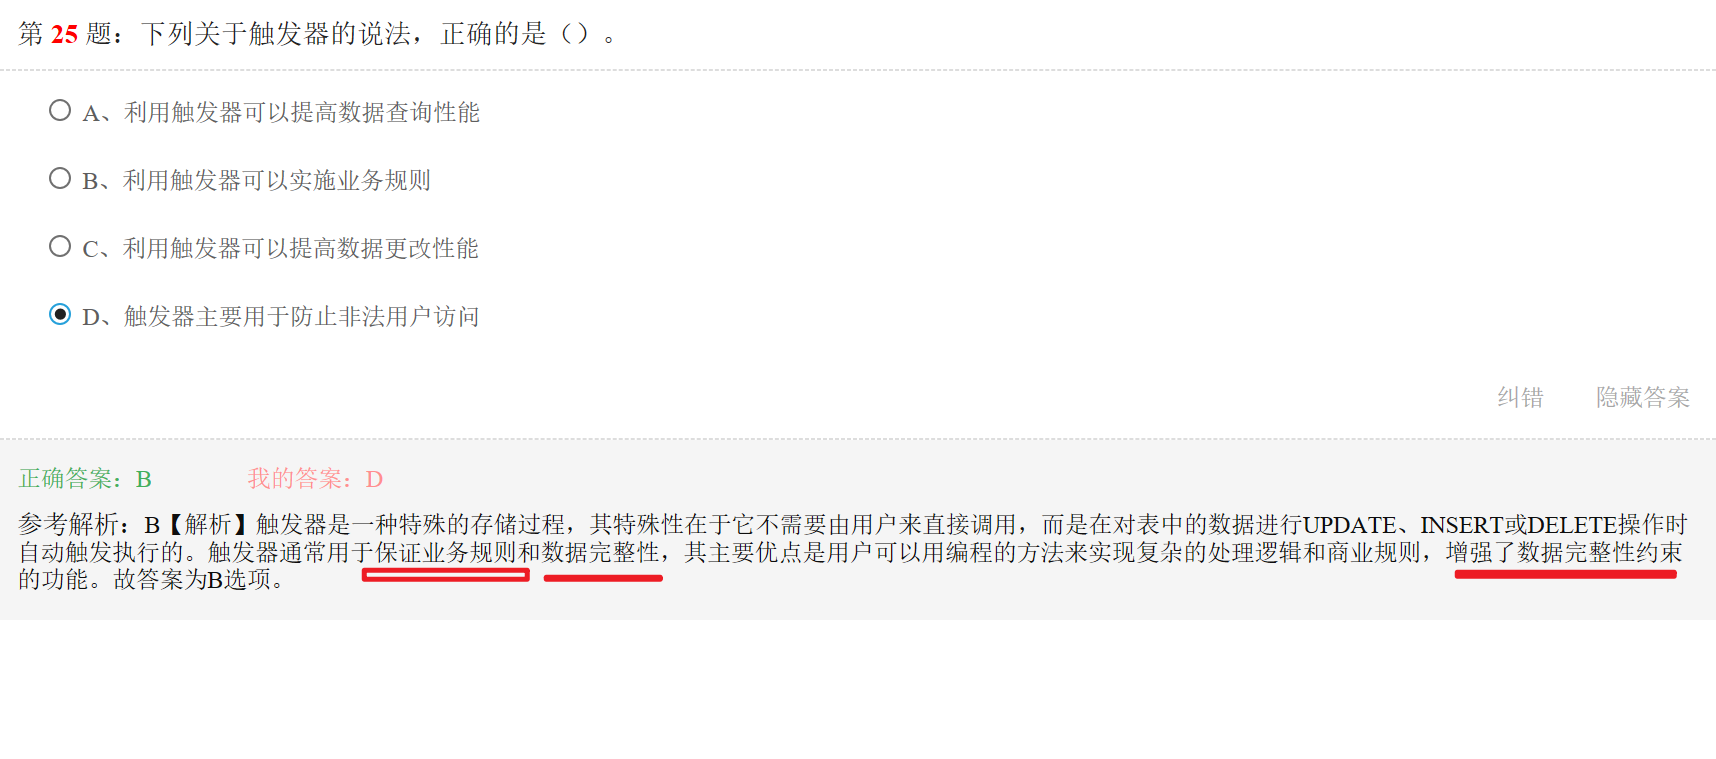 第 25 题：下列关于触发器的说法，正确的是（）。
A、利用触发器可以提高数据查询性能
B、利用触发器可以实施业务规则
C、利用触发器可以提高数据更改性能
D、触发器主要用于防止非法用户访问
纠错 隐藏答案
正确答案：B 我的答案：D
参考解析：B【解析】触发器是一种特殊的存储过程，其特殊性在于它不需要由用户来直接调用，而是在对表中的数据进行UPDATE、INSERT或DELETE操作时
自动触发执行的。触发器通常用于保证业务规则和数据完整性，其主要优点是用户可以用编程的方法来实现复杂的处理逻辑和商业规则，增强了数据完整性约束
的功能。故答案为B选项。